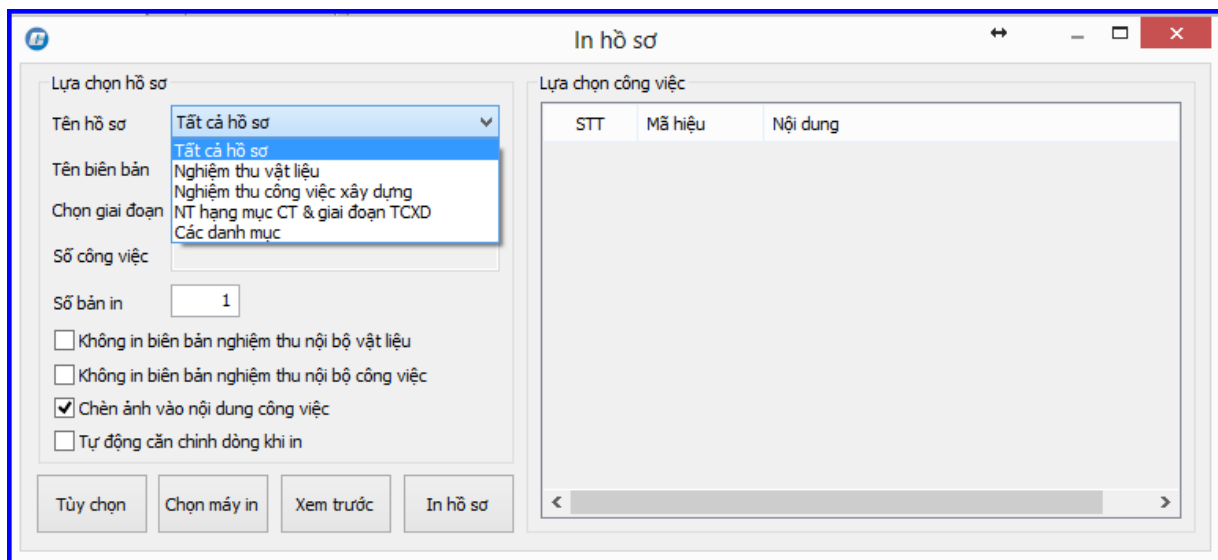 In hồ sơ
Lựa chọn hồ sơ
Tên hồ sơ
Tất cả hồ sơ
Tất cả hồ sơ
Nghiệm thu vật liệu
Nghiệm thu công việc xây dựng
NT hạng mục CT & giai đoạn TCXD
Các danh mục
Tên biên bản
Chọn giai đoạn
Số công việc
Số bản in
1
Không in biên bản nghiệm thu nội bộ vật liệu
Không in biên bản nghiệm thu nội bộ công việc
Chèn ảnh vào nội dung công việc
Tự động căn chỉnh dòng khi in
Tùy chọn
Chọn máy in
Xem trước
In hồ sơ
Lựa chọn công việc
STT Mã hiệu Nội dung